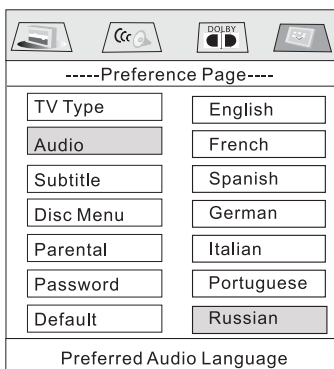 DOLBY
-----Preference Page----
TV Type
Audio
Subtitle
Disc Menu
Parental
Password
Default
English
French
Spanish
German
Italian
Portuguese
Russian
Preferred Audio Language